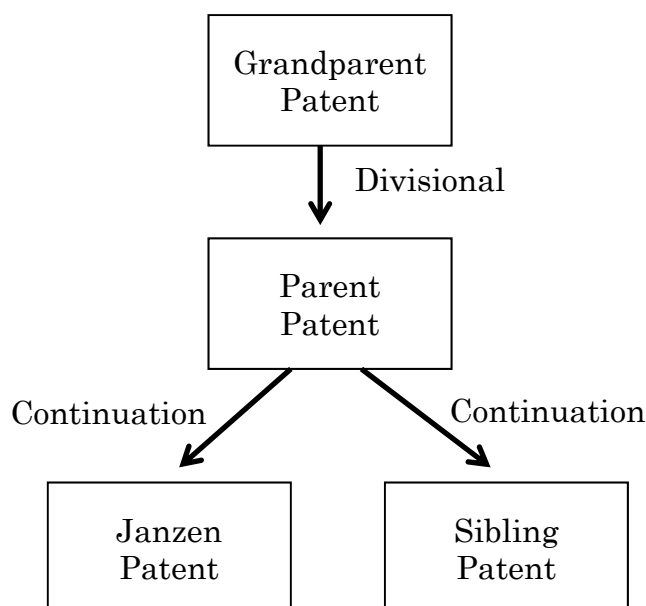 Grandparent
Patent
Divisional
Parent
Patent
Continuation
Continuation
Janzen
Patent
Sibling
Patent